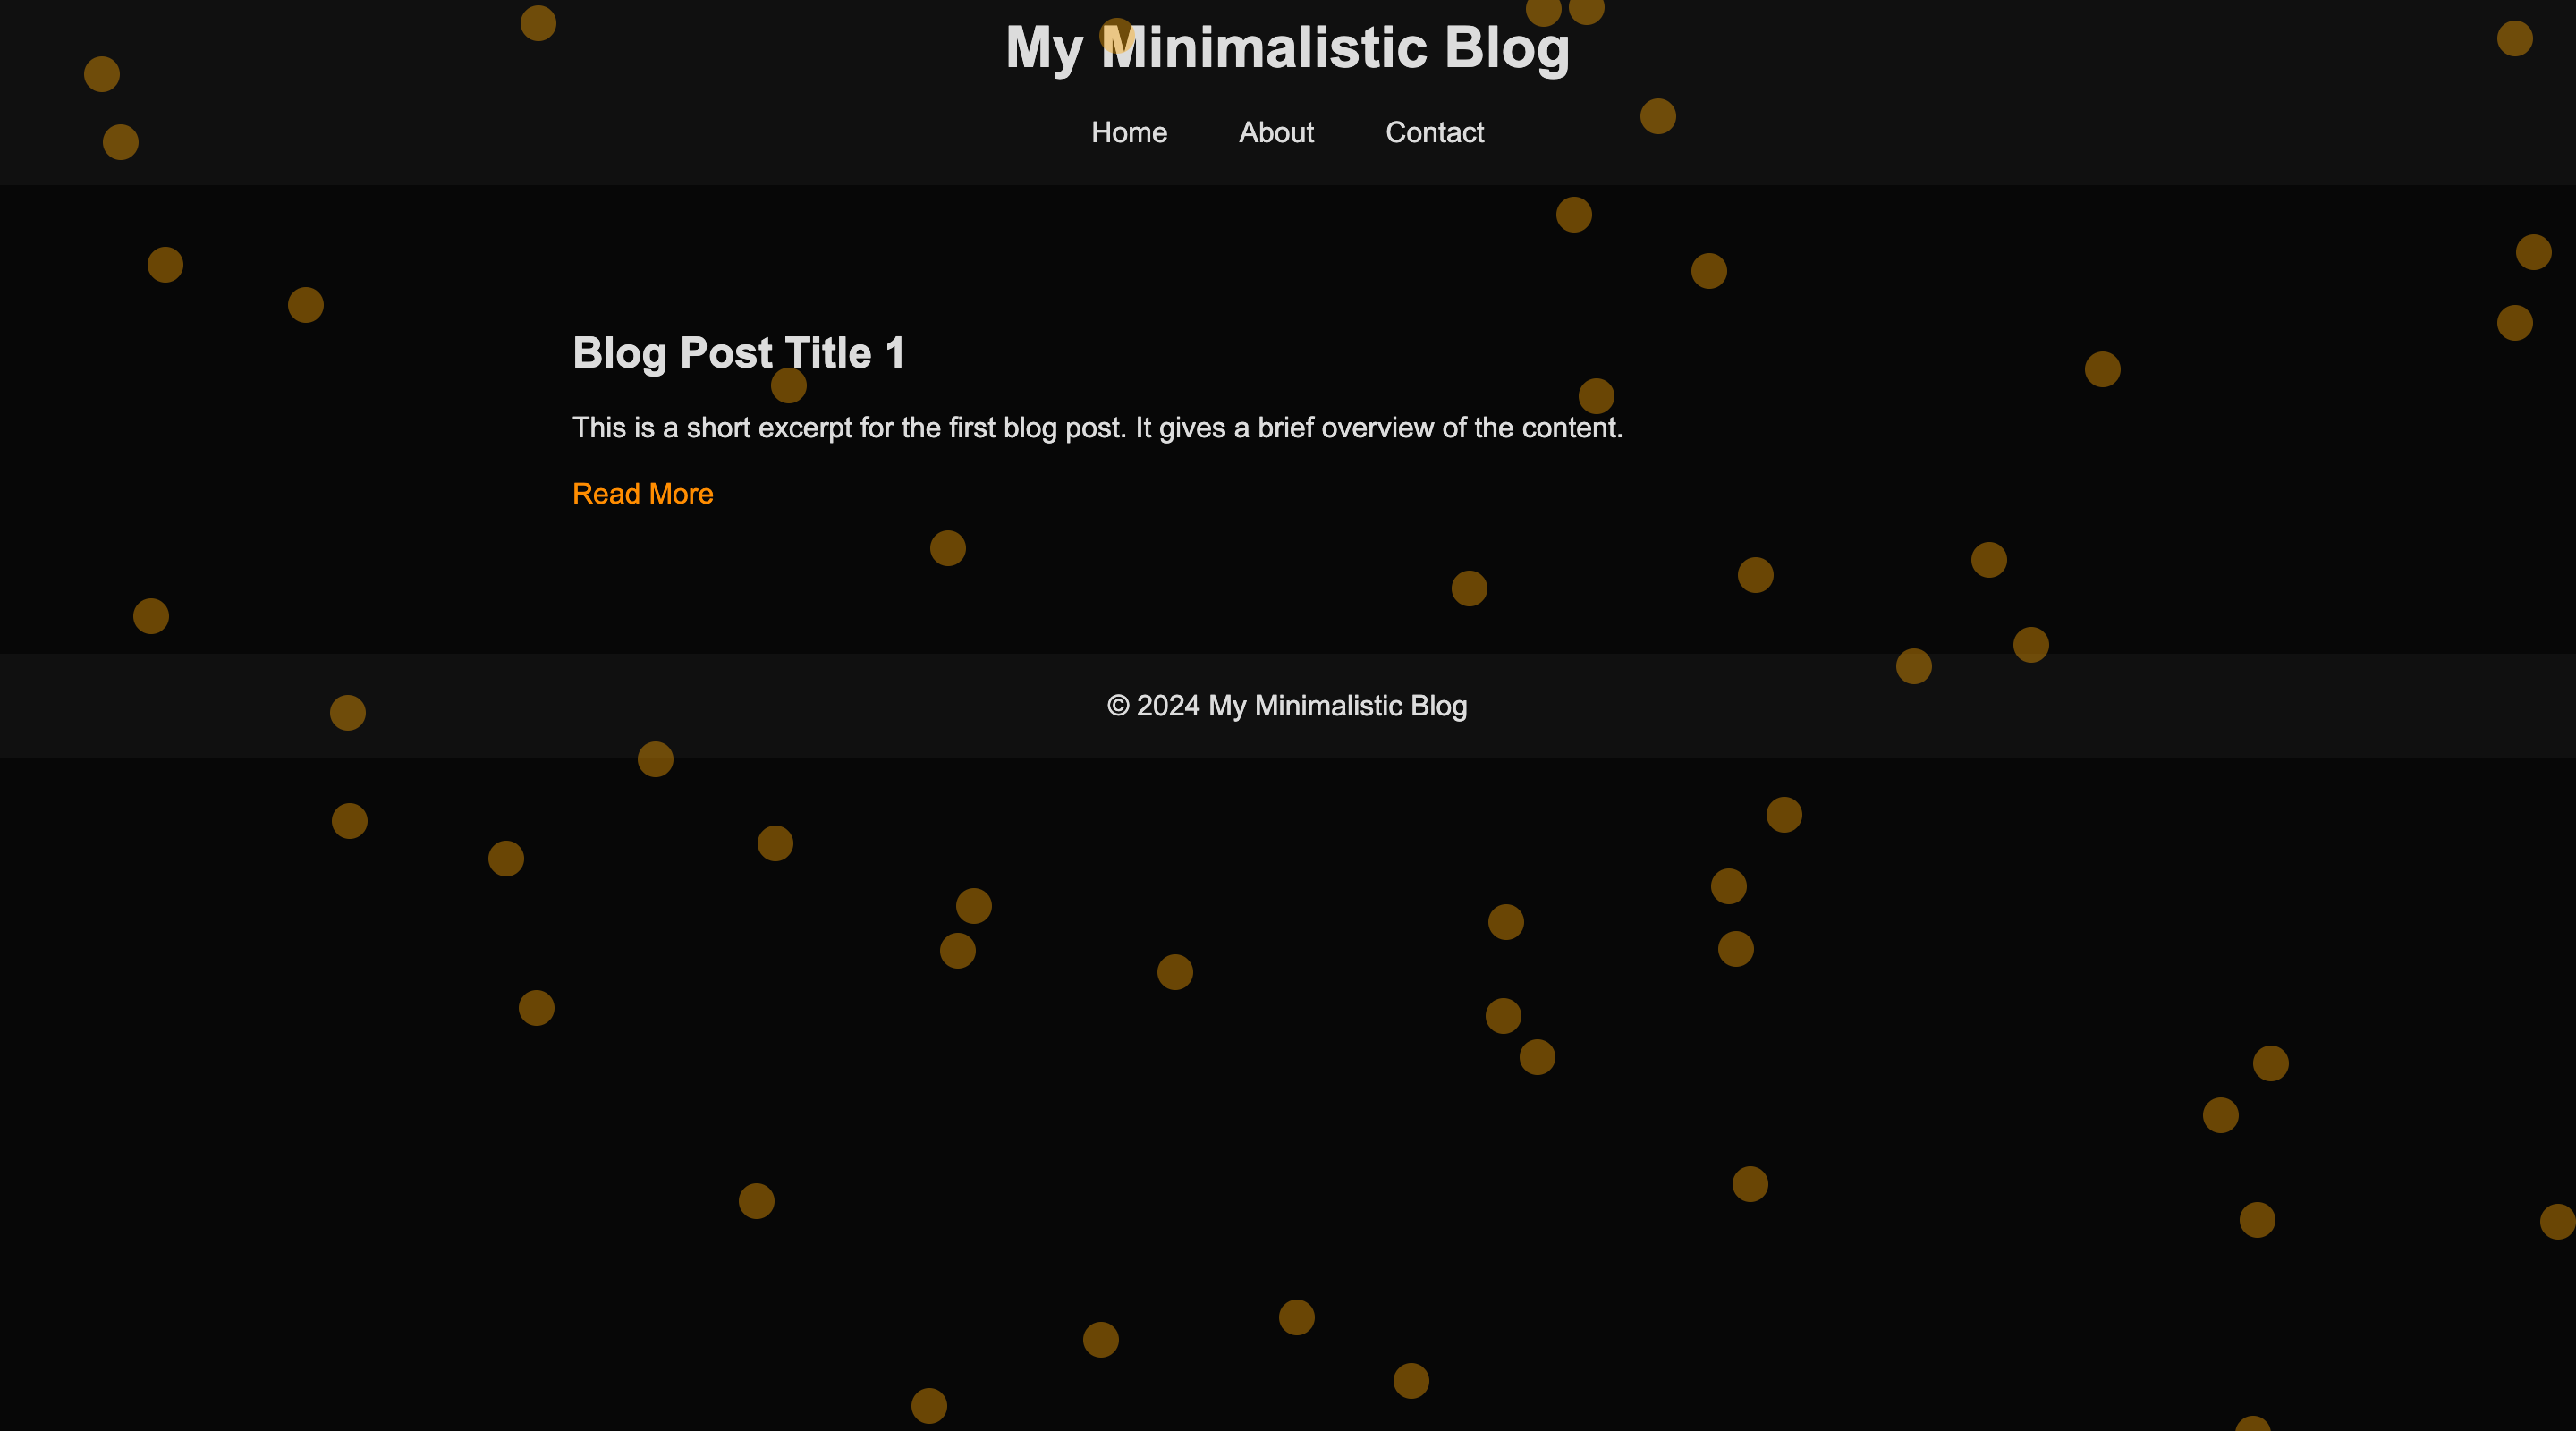 My Minimalistic Blog
Home About Contact
Blog Post Title 1
This is a short excerpt for the first blog post. It gives a brief overview of the content.
Read More
© 2024 My Minimalistic Blog